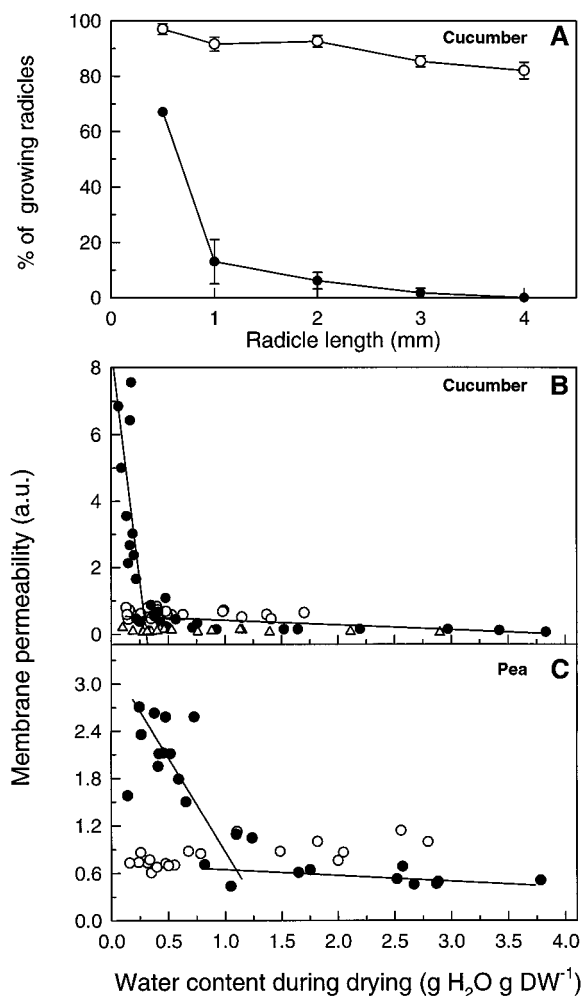 100
80
60
40
20
0
% of growing radicles
Cucumber A
0 1 2 3 4
Radicle length (mm)
8
6
4
2
0
Cucumber B
Membrane permeability (a.u.)
3.0
2.4
1.8
1.2
0.6
0.0
Pea C
0.0 0.5 1.0 1.5 2.0 2.5 3.0 3.5 4.0
Water content during drying (g H₂O g DW⁻¹)